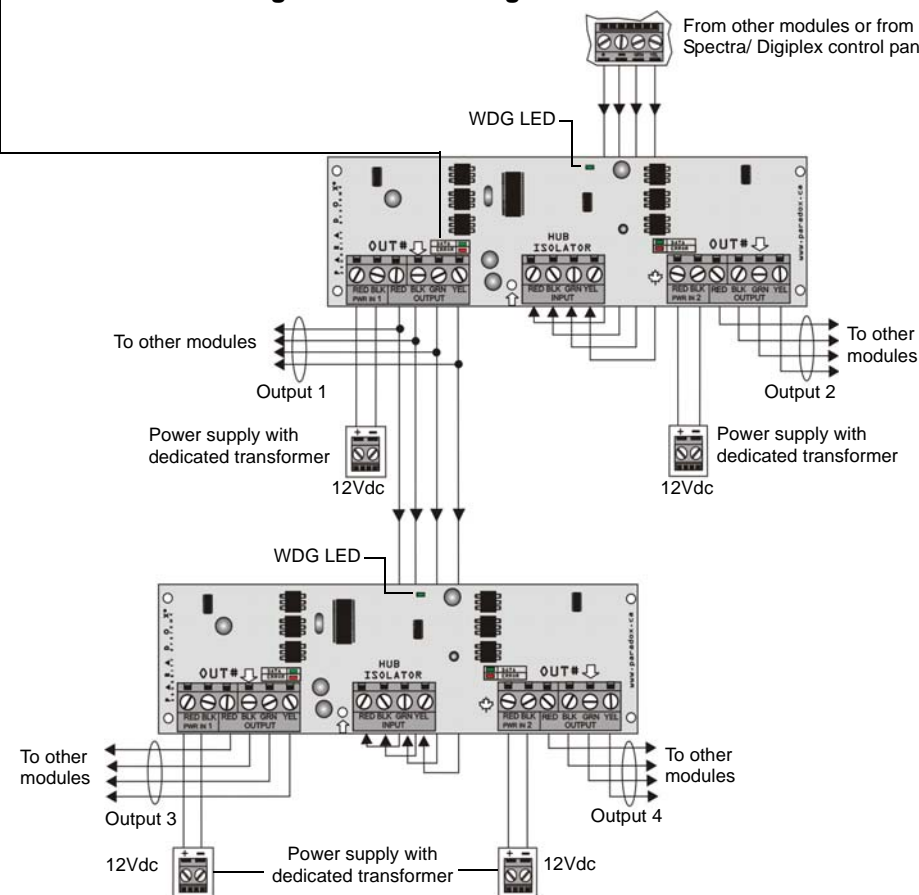 From other modules or from
Spectra/ Digiplex control pan
WDG LED
OUT#
DATA
ERROR
HUB
ISOLATOR
OUT#
DATA
ERROR
www.paradox.ca
RED BLK RED BLK GRN YEL
PWR IN 1 OUTPUT
RED BLK GRN YEL
INPUT
RED BLK RED BLK GRN YEL
PWR IN 2 OUTPUT
To other modules
Output 1
To other
modules
Output 2
Power supply with
dedicated transformer
+ -
12Vdc
Power supply with
dedicated transformer
+ -
12Vdc
WDG LED
PARADOX
OUT#
DATA
ERROR
HUB
ISOLATOR
OUT#
DATA
ERROR
www.paradox.ca
RED BLK RED BLK GRN YEL
PWR IN 1 OUTPUT
RED BLK GRN YEL
INPUT
RED BLK RED BLK GRN YEL
PWR IN 2 OUTPUT
To other
modules
Output 3
To other
modules
Output 4
12Vdc
+ -
Power supply with
dedicated transformer
+ -
12Vdc